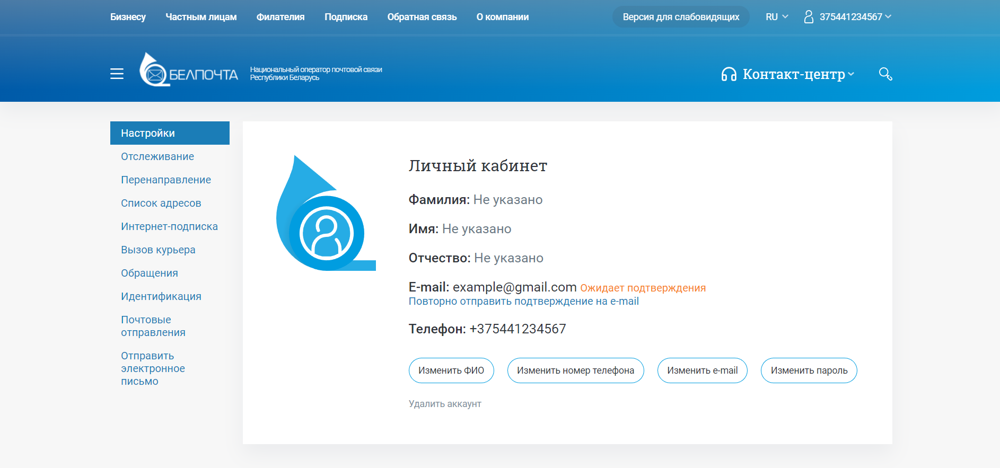 Бизнесу Частным лицам Филателия Подписка Обратная связь О компании Версия для слабовидящих RU 375441234567
БЕЛПОЧТА
Национальный оператор почтовой связи
Республики Беларусь
Контакт-центр
Настройки
Отслеживание
Перенаправление
Список адресов
Интернет-подписка
Вызов курьера
Обращения
Идентификация
Почтовые
отправления
Отправить
электронное
письмо
Личный кабинет
Фамилия: Не указано
Имя: Не указано
Отчество: Не указано
E-mail: example@gmail.com Ожидает подтверждения
Повторно отправить подтверждение на e-mail
Телефон: +375441234567
Изменить ФИО Изменить номер телефона Изменить e-mail Изменить пароль
Удалить аккаунт